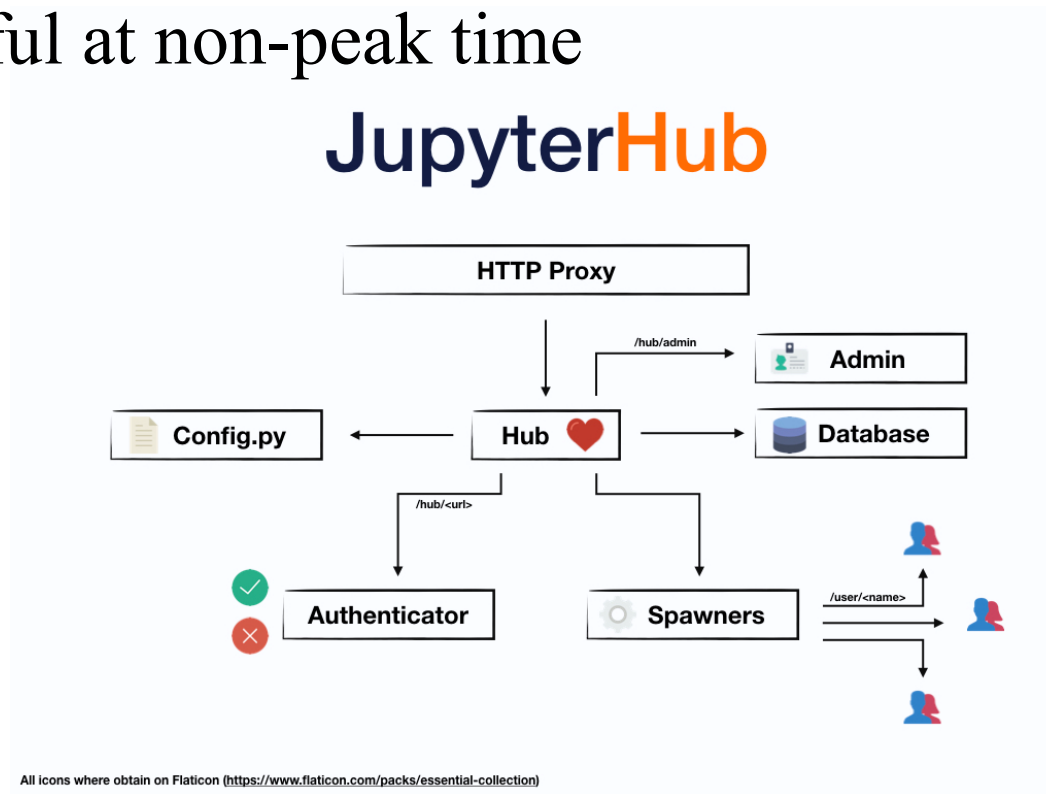 ful at non-peak time
JupyterHub
HTTP Proxy
/hub/admin
Admin
Config.py
Hub
Database
/hub/<url>
Authenticator
Spawners
/user/<name>
All icons where obtain on Flaticon (https://www.flaticon.com/packs/essential-collection)